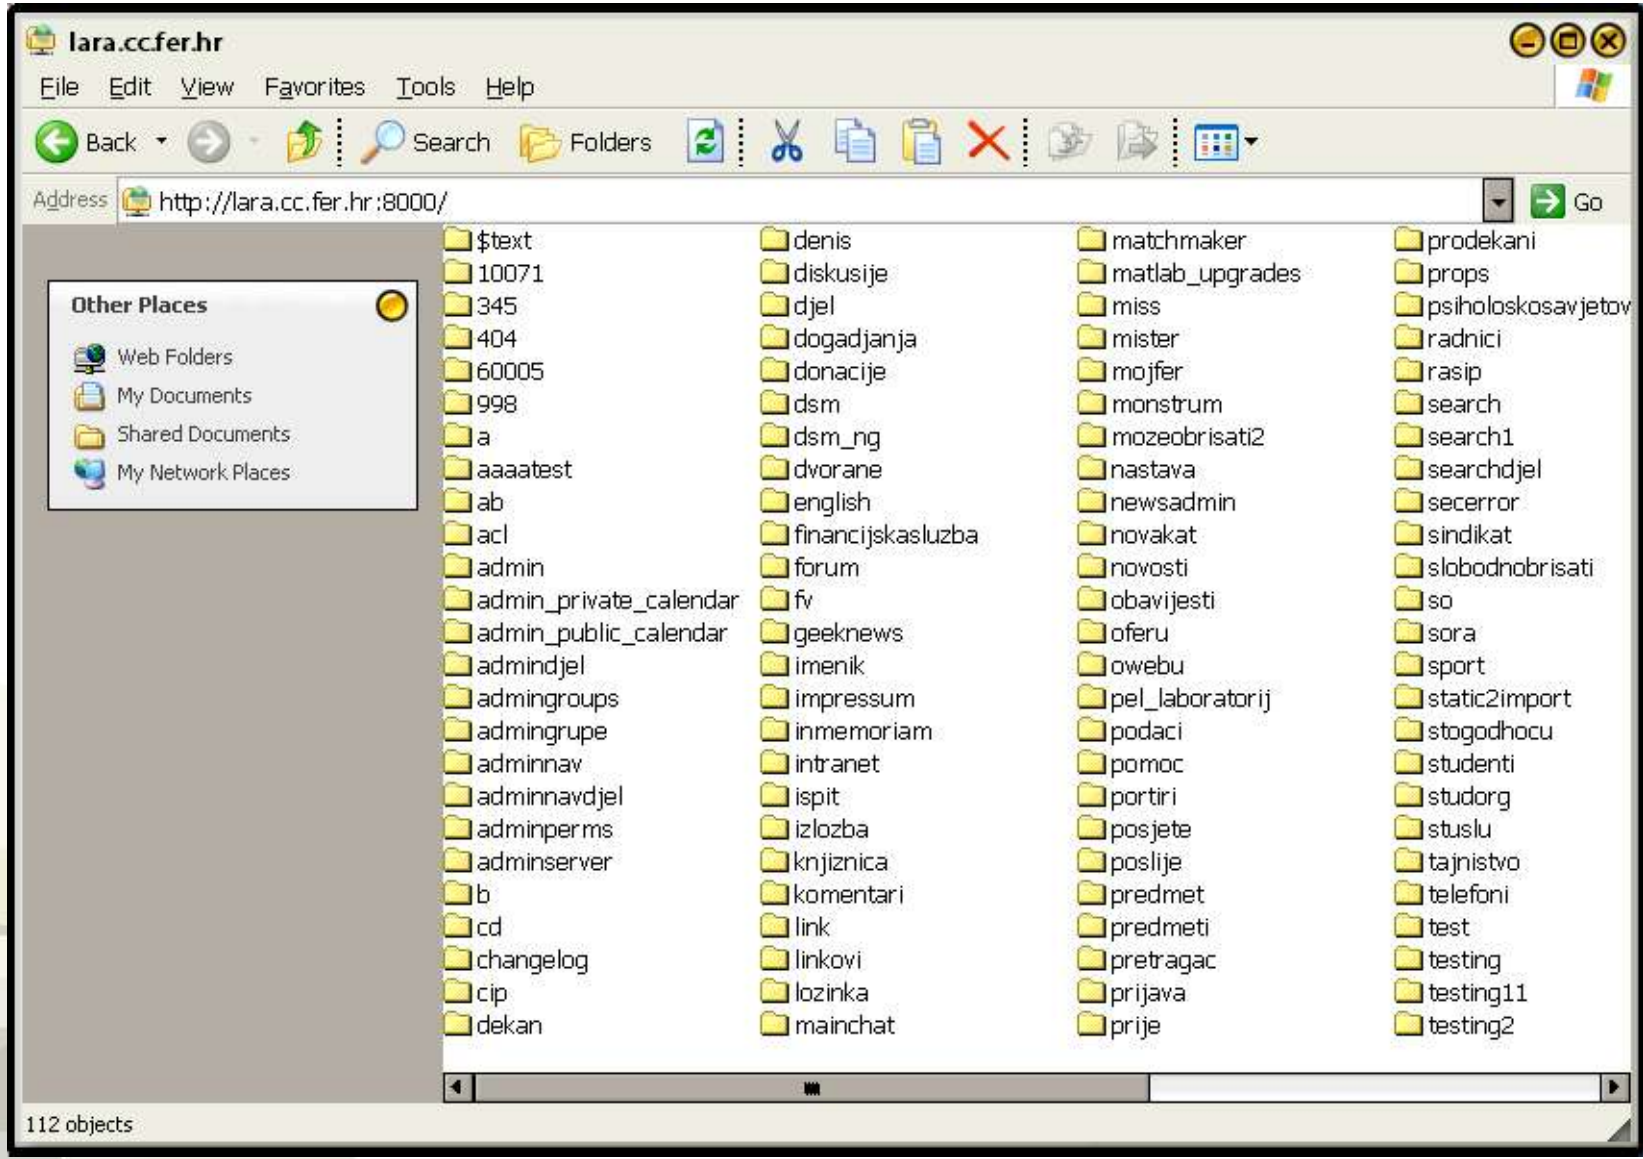 lara.cc.fer.hr
File Edit View Favorites Tools Help
Back Search Folders
Address http://lara.cc.fer.hr:8000/ Go
Other Places
Web Folders
My Documents
Shared Documents
My Network Places
$text
10071
345
404
60005
998
a
aaaatest
ab
acl
admin
admin_private_calendar
admin_public_calendar
admindjel
admingroups
admingrupe
adminnav
adminnavdjel
adminperms
adminserver
b
cd
changelog
cip
dekan
denis
diskusije
djel
dogadjanja
donacije
dsm
dsm_ng
dvorane
english
financijskasluzba
forum
fv
geeknews
imenik
impressum
inmemoriam
intranet
ispit
izlozba
knjiznica
komentari
link
linkovi
lozinka
mainchat
matchmaker
matlab_upgrades
miss
mister
mojfer
monstrum
mozeobrisati2
nastava
newsadmin
novakat
novosti
obavijesti
oferu
owebu
pel_laboratorij
podaci
pomoc
portiri
posjete
poslije
predmet
predmeti
pretragac
prijava
prije
prodekani
props
psiholoskosavjetov
radnici
rasip
search
search1
searchdjel
secerror
sindikat
slobodnobrisati
so
sora
sport
static2import
stogodhocu
studenti
studorg
stuslu
tajnistvo
telefoni
test
testing
testing11
testing2
112 objects